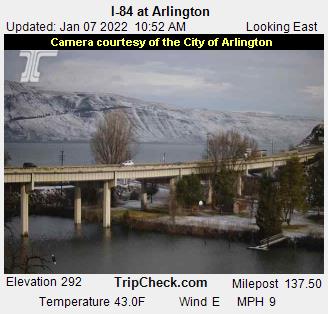 I-84 at Arlington
Updated: Jan 07 2022 10:52 AM Looking East
Camera courtesy of the City of Arlington
Elevation 292 TripCheck.com Milepost 137.50
Temperature 43.0F Wind E MPH 9